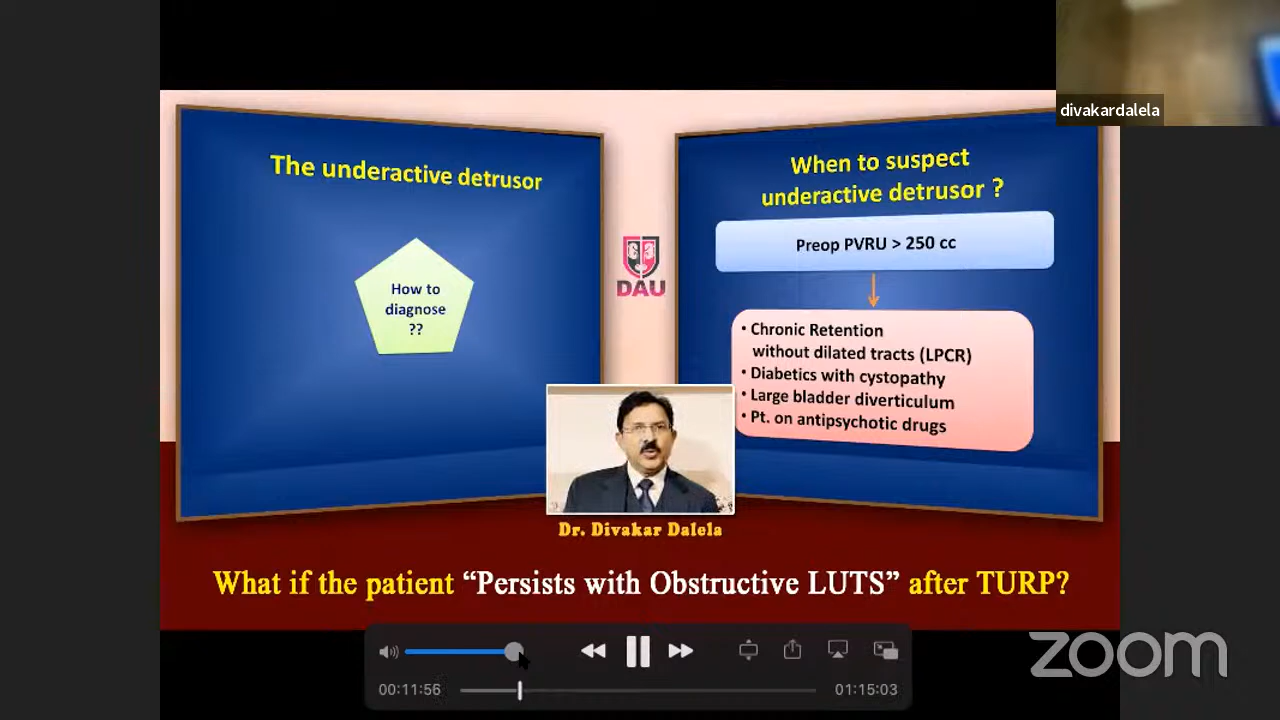 divakardalela
The underactive detrusor
How to
diagnose
??
DAU
When to suspect
underactive detrusor ?
Preop PVRU > 250 cc
• Chronic Retention
without dilated tracts (LPCR)
• Diabetics with cystopathy
• Large bladder diverticulum
• Pt. on antipsychotic drugs
Dr. Divakar Dalela
What if the patient “Persists with Obstructive LUTS” after TURP?
00:11:56
01:15:03
zoom